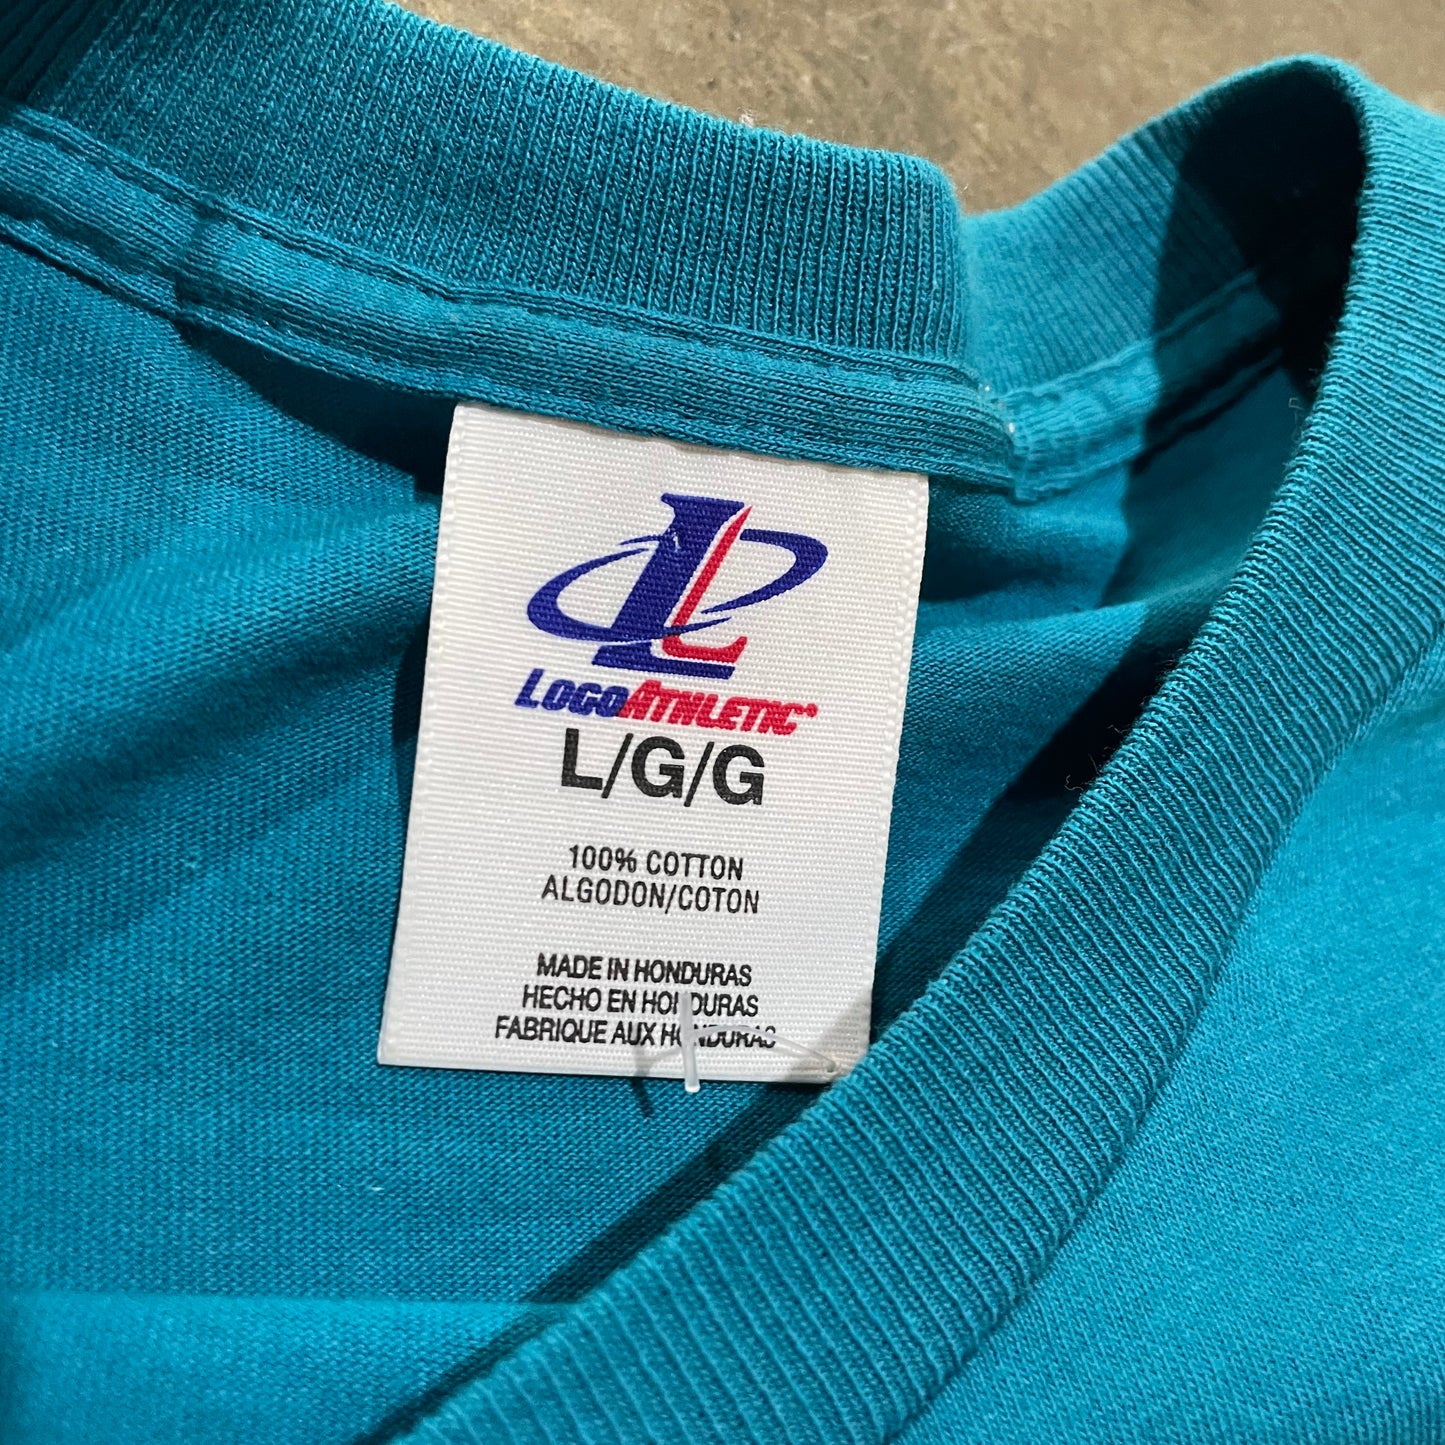 LOGOATHLETIC
L/G/G
100% COTTON
ALGODON/COTON
MADE IN HONDURAS
HECHO EN HONDURAS
FABRIQUE AUX HONDURAS